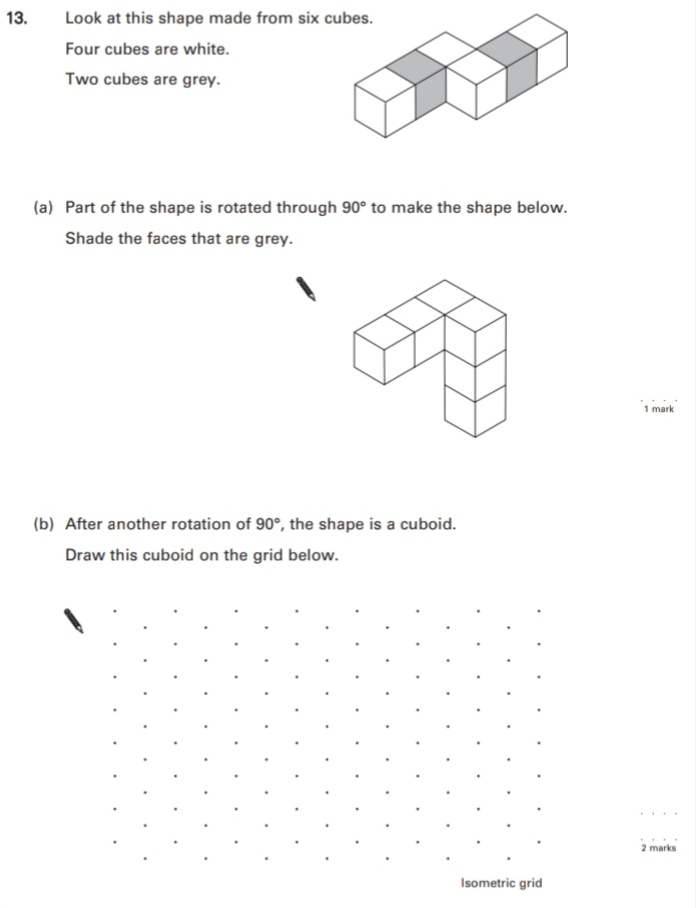 13. Look at this shape made from six cubes.
Four cubes are white.
Two cubes are grey.
(a) Part of the shape is rotated through 90° to make the shape below.
Shade the faces that are grey.
1 mark
(b) After another rotation of 90°, the shape is a cuboid.
Draw this cuboid on the grid below.
2 marks
Isometric grid